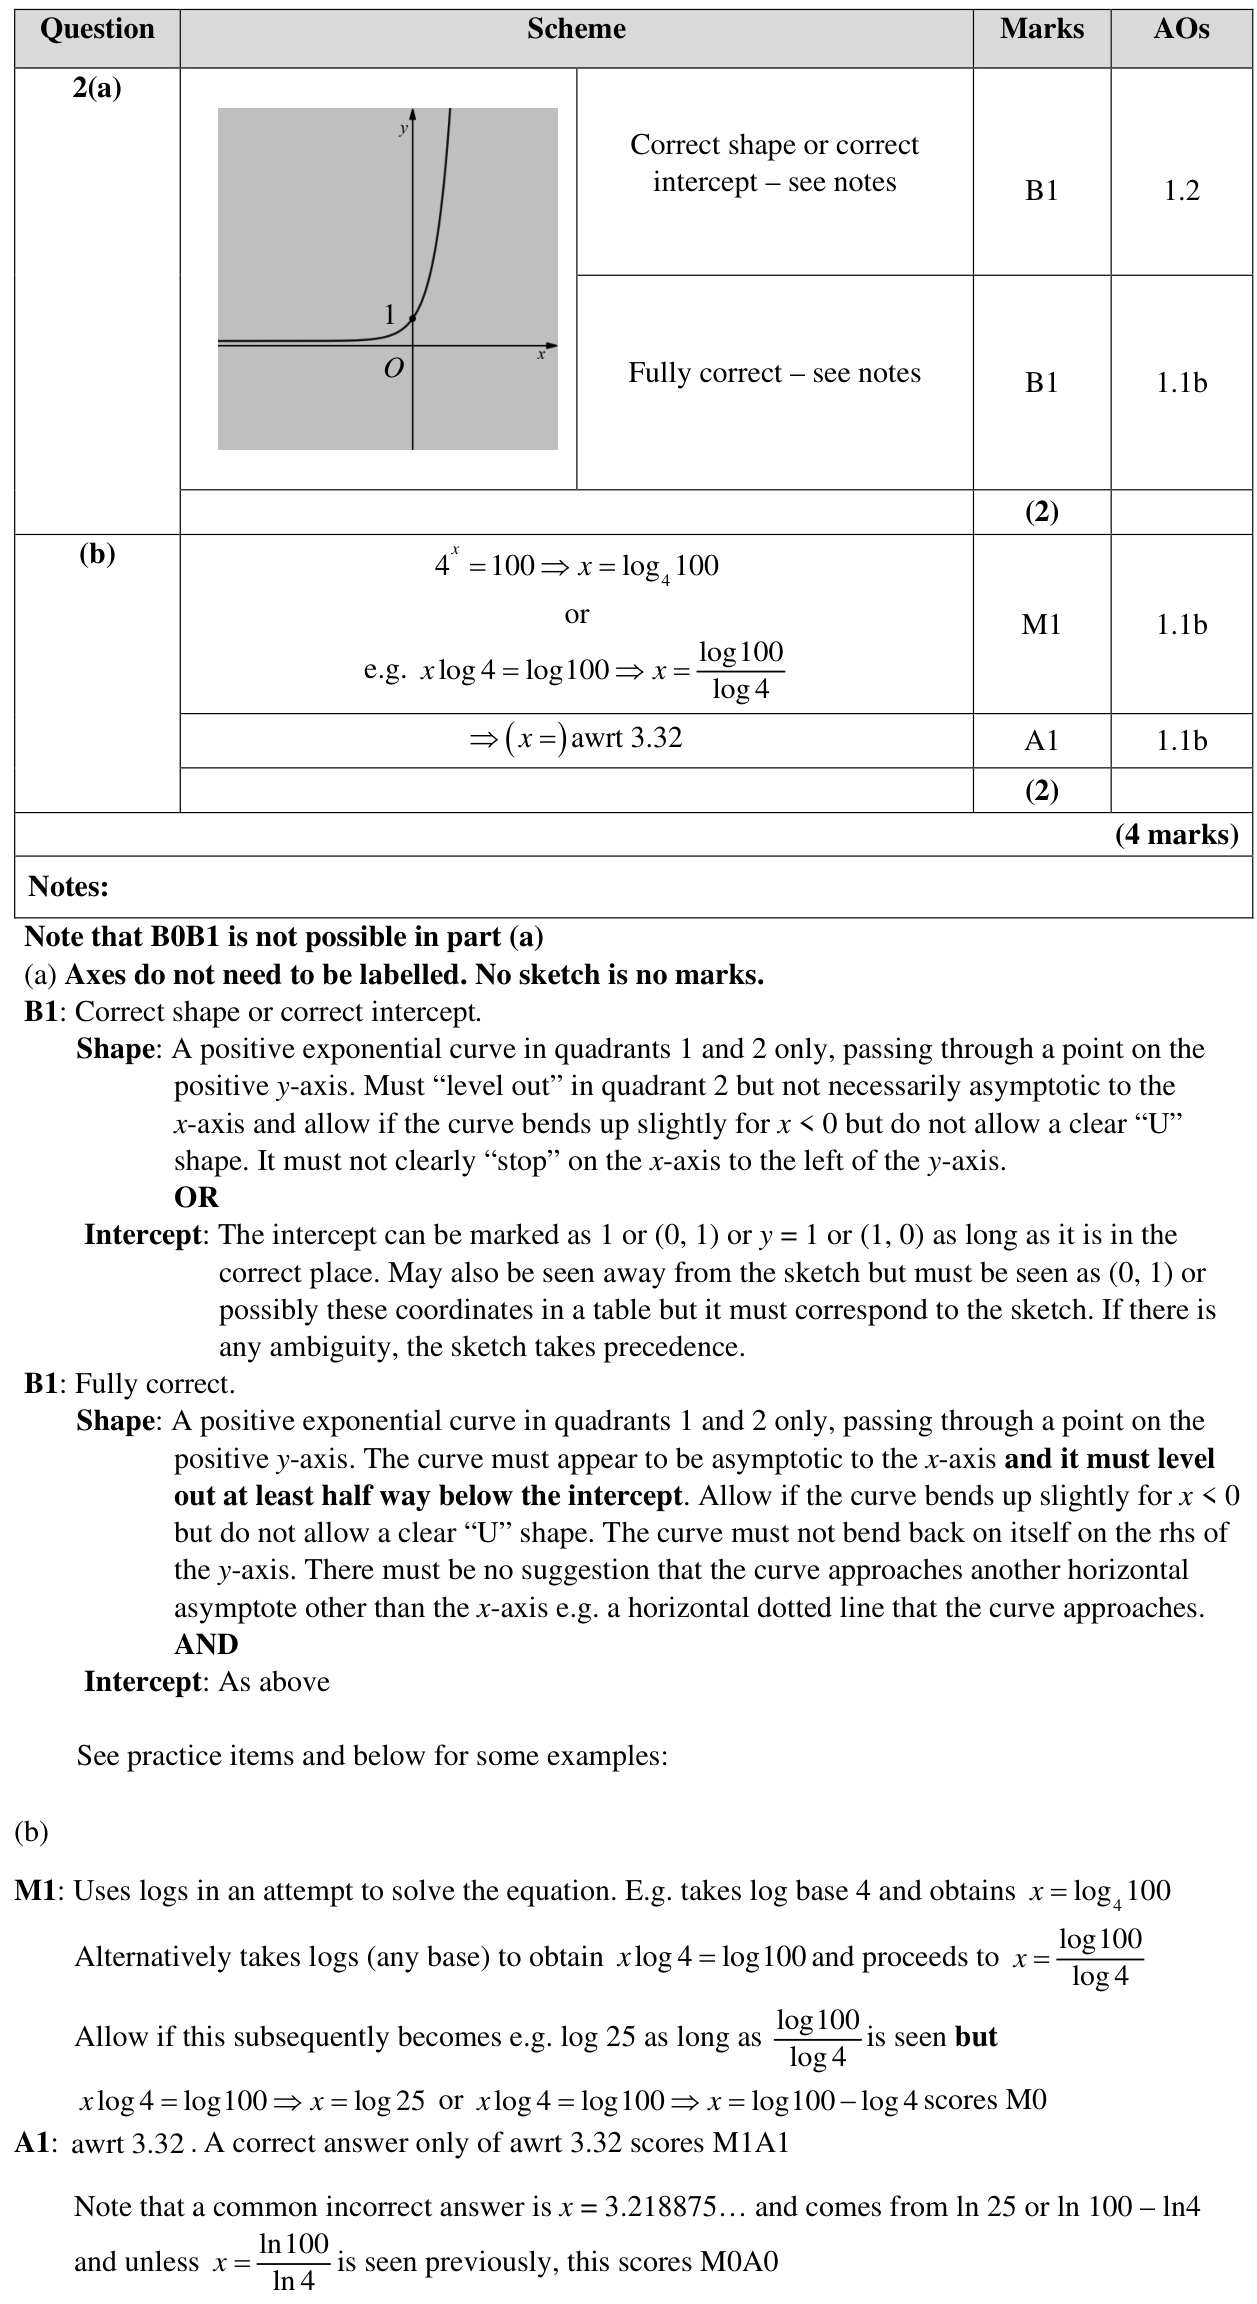 Question Scheme Marks AOs
2(a)
y
1
O
x
Correct shape or correct
intercept – see notes
B1 1.2
Fully correct – see notes B1 1.1b
(2)
(b)
4^x = 100 ⇒ x = log₄ 100
or
e.g. x log 4 = log 100 ⇒ x = log 100 / log 4
M1 1.1b
⇒ (x =) awrt 3.32 A1 1.1b
(2)
(4 marks)
Notes:
Note that B0B1 is not possible in part (a)
(a) Axes do not need to be labelled. No sketch is no marks.
B1: Correct shape or correct intercept.
Shape: A positive exponential curve in quadrants 1 and 2 only, passing through a point on the
positive y-axis. Must “level out” in quadrant 2 but not necessarily asymptotic to the
x-axis and allow if the curve bends up slightly for x < 0 but do not allow a clear “U”
shape. It must not clearly “stop” on the x-axis to the left of the y-axis.
OR
Intercept: The intercept can be marked as 1 or (0, 1) or y = 1 or (1, 0) as long as it is in the
correct place. May also be seen away from the sketch but must be seen as (0, 1) or
possibly these coordinates in a table but it must correspond to the sketch. If there is
any ambiguity, the sketch takes precedence.
B1: Fully correct.
Shape: A positive exponential curve in quadrants 1 and 2 only, passing through a point on the
positive y-axis. The curve must appear to be asymptotic to the x-axis and it must level
out at least half way below the intercept. Allow if the curve bends up slightly for x < 0
but do not allow a clear “U” shape. The curve must not bend back on itself on the rhs of
the y-axis. There must be no suggestion that the curve approaches another horizontal
asymptote other than the x-axis e.g. a horizontal dotted line that the curve approaches.
AND
Intercept: As above
See practice items and below for some examples:
(b)
M1: Uses logs in an attempt to solve the equation. E.g. takes log base 4 and obtains x = log₄ 100
Alternatively takes logs (any base) to obtain x log 4 = log 100 and proceeds to x = log 100 / log 4
Allow if this subsequently becomes e.g. log 25 as long as log 100 / log 4 is seen but
x log 4 = log 100 ⇒ x = log 25 or x log 4 = log 100 ⇒ x = log 100 – log 4 scores M0
A1: awrt 3.32 . A correct answer only of awrt 3.32 scores M1A1
Note that a common incorrect answer is x = 3.218875… and comes from ln 25 or ln 100 – ln4
and unless x = ln 100 / ln 4 is seen previously, this scores M0A0